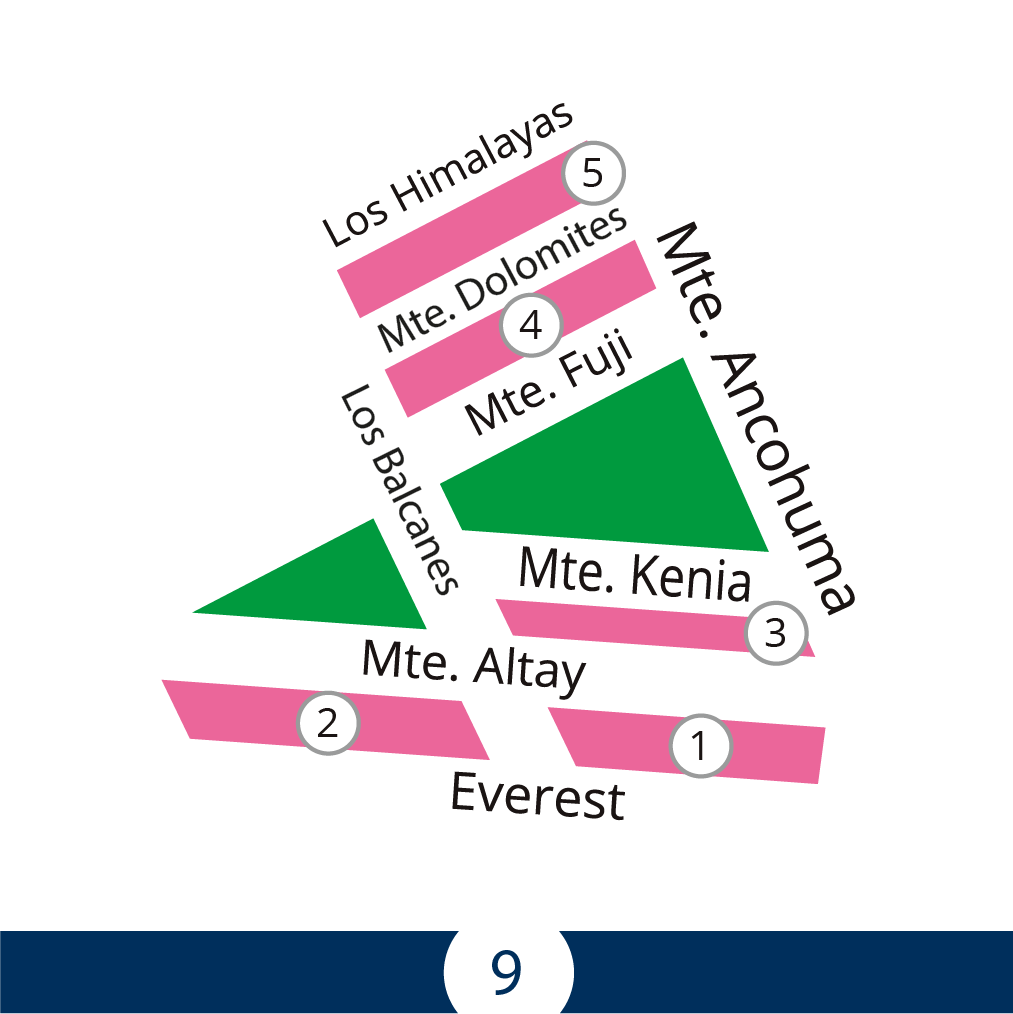 Los Himalayas
5
Mte. Dolomites
4
Mte. Fuji
Mte. Ancohuma
Los Balcanes
Mte. Kenia
3
Mte. Altay
2
1
Everest
9